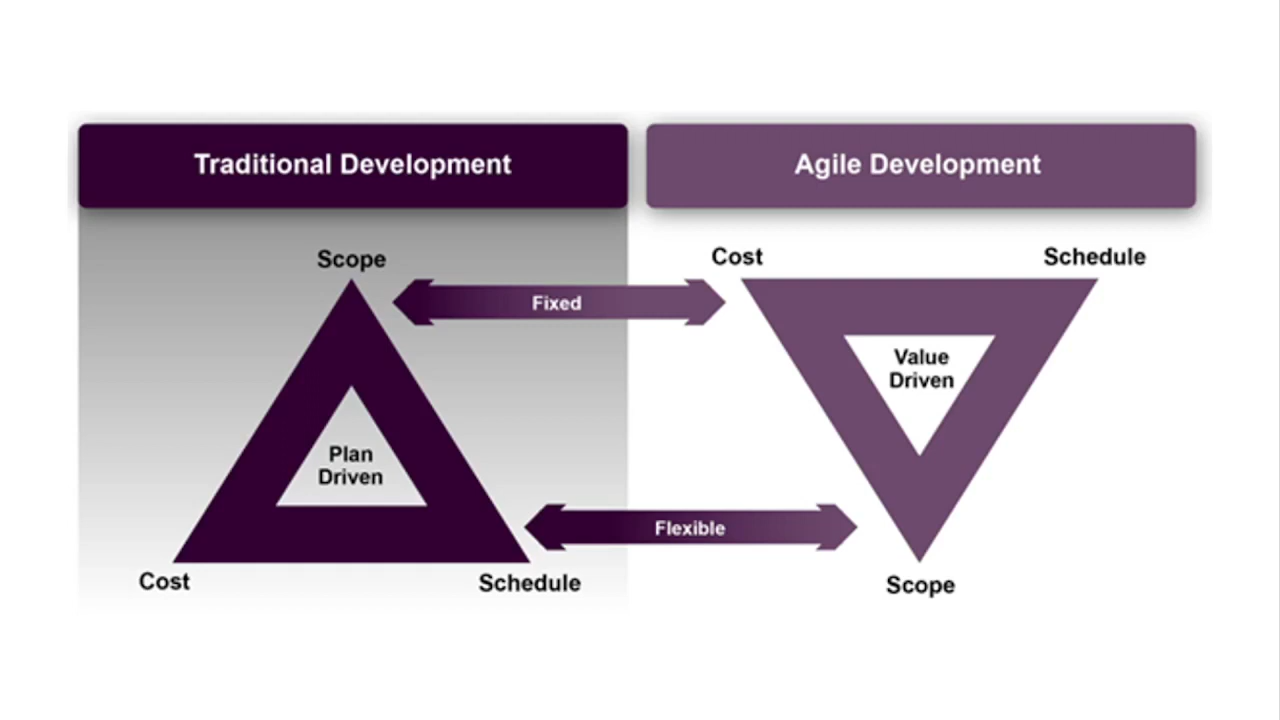 Traditional Development
Agile Development
Scope
Cost
Schedule
Fixed
Value
Driven
Plan
Driven
Flexible
Cost
Schedule
Scope